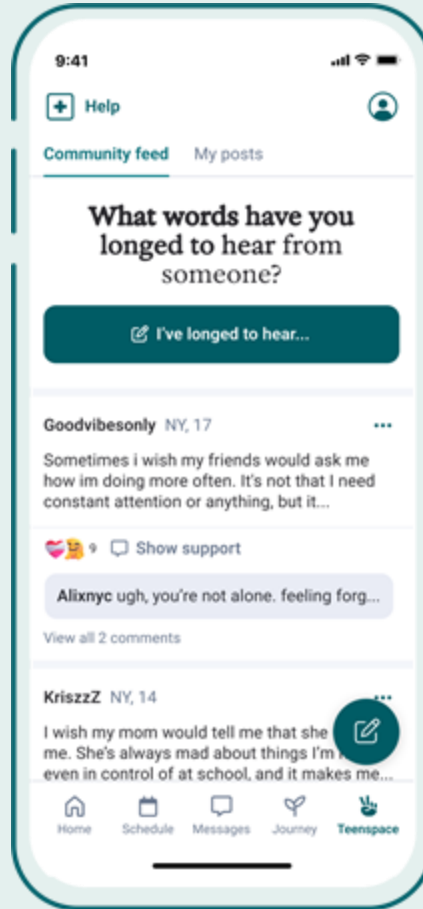 9:41
Help
Community feed My posts
What words have you
longed to hear from
someone?
I've longed to hear...
Goodvibesonly NY, 17
Sometimes i wish my friends would ask me
how im doing more often. It's not that I need
constant attention or anything, but it...
9 Show support
Alixnyc ugh, you're not alone. feeling forg...
View all 2 comments
KriszzZ NY, 14
I wish my mom would tell me that she
me. She's always mad about things I'm
even in control of at school, and it makes me...
Home Schedule Messages Journey Teenspace